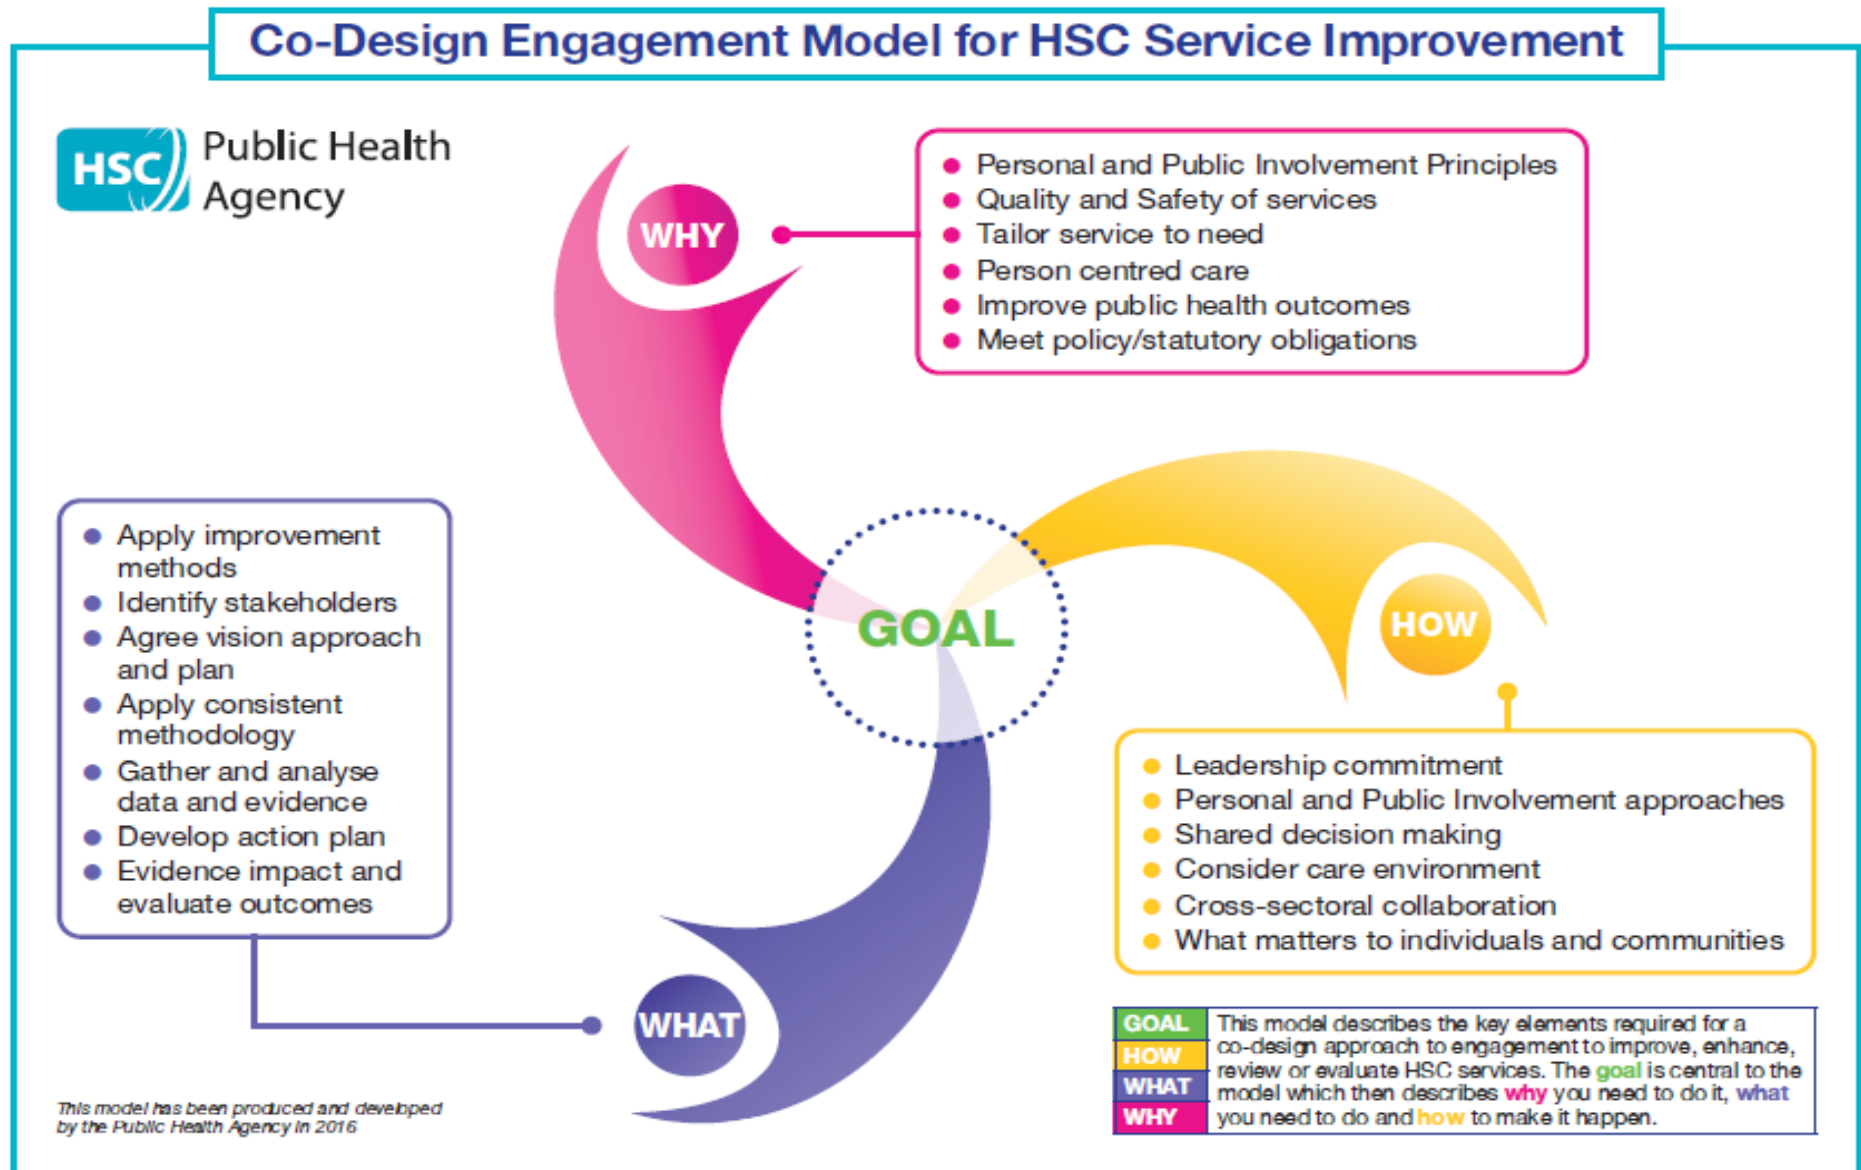 Co-Design Engagement Model for HSC Service Improvement
HSC
Public Health
Agency
WHY
• Personal and Public Involvement Principles
• Quality and Safety of services
• Tailor service to need
• Person centred care
• Improve public health outcomes
• Meet policy/statutory obligations
• Apply improvement
methods
• Identify stakeholders
• Agree vision approach
and plan
• Apply consistent
methodology
• Gather and analyse
data and evidence
• Develop action plan
• Evidence impact and
evaluate outcomes
GOAL
HOW
• Leadership commitment
• Personal and Public Involvement approaches
• Shared decision making
• Consider care environment
• Cross-sectoral collaboration
• What matters to individuals and communities
WHAT
GOAL
HOW
WHAT
WHY
This model describes the key elements required for a
co-design approach to engagement to improve, enhance,
review or evaluate HSC services. The goal is central to the
model which then describes why you need to do it, what
you need to do and how to make it happen.
This model has been produced and developed
by the Public Health Agency in 2016